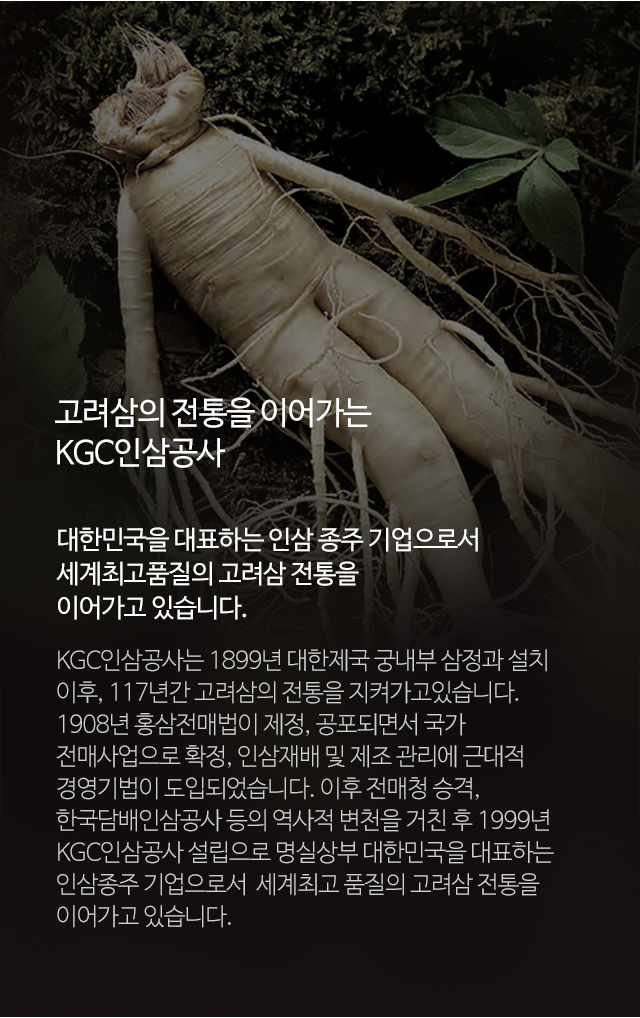 고려삼의 전통을 이어가는
KGC인삼공사
대한민국을 대표하는 인삼 종주 기업으로서
세계최고품질의 고려삼 전통을
이어가고 있습니다.
KGC인삼공사는 1899년 대한제국 궁내부 삼정과 설치
이후, 117년간 고려삼의 전통을 지켜가고있습니다.
1908년 홍삼전매법이 제정, 공포되면서 국가
전매사업으로 확정, 인삼재배 및 제조 관리에 근대적
경영기법이 도입되었습니다. 이후 전매청 승격,
한국담배인삼공사 등의 역사적 변천을 거친 후 1999년
KGC인삼공사 설립으로 명실상부 대한민국을 대표하는
인삼종주 기업으로서 세계최고 품질의 고려삼 전통을
이어가고 있습니다.